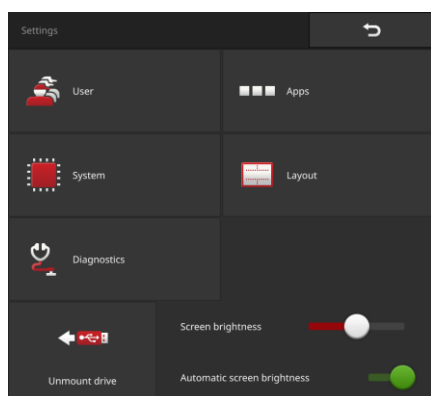 Settings
User
Apps
System
Layout
Diagnostics
Screen brightness
Unmount drive
Automatic screen brightness